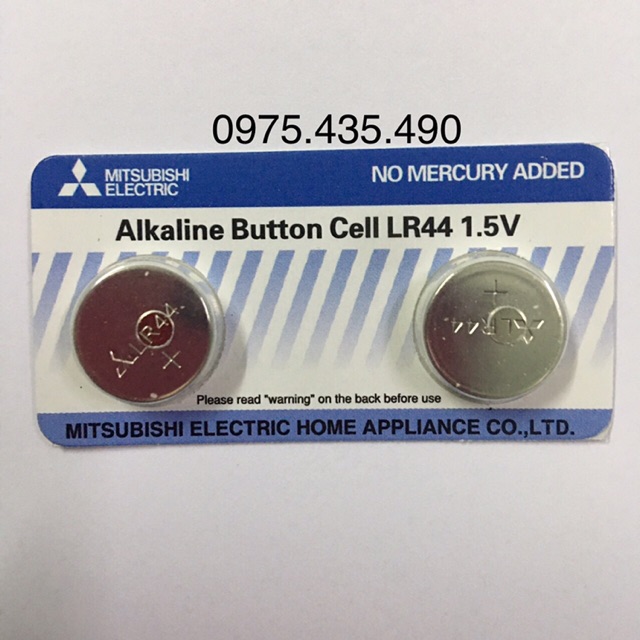 0975.435.490
MITSUBISHI
ELECTRIC
NO MERCURY ADDED
Alkaline Button Cell LR44 1.5V
LR44
+
+
LR44
Please read "warning" on the back before use
MITSUBISHI ELECTRIC HOME APPLIANCE CO.,LTD.